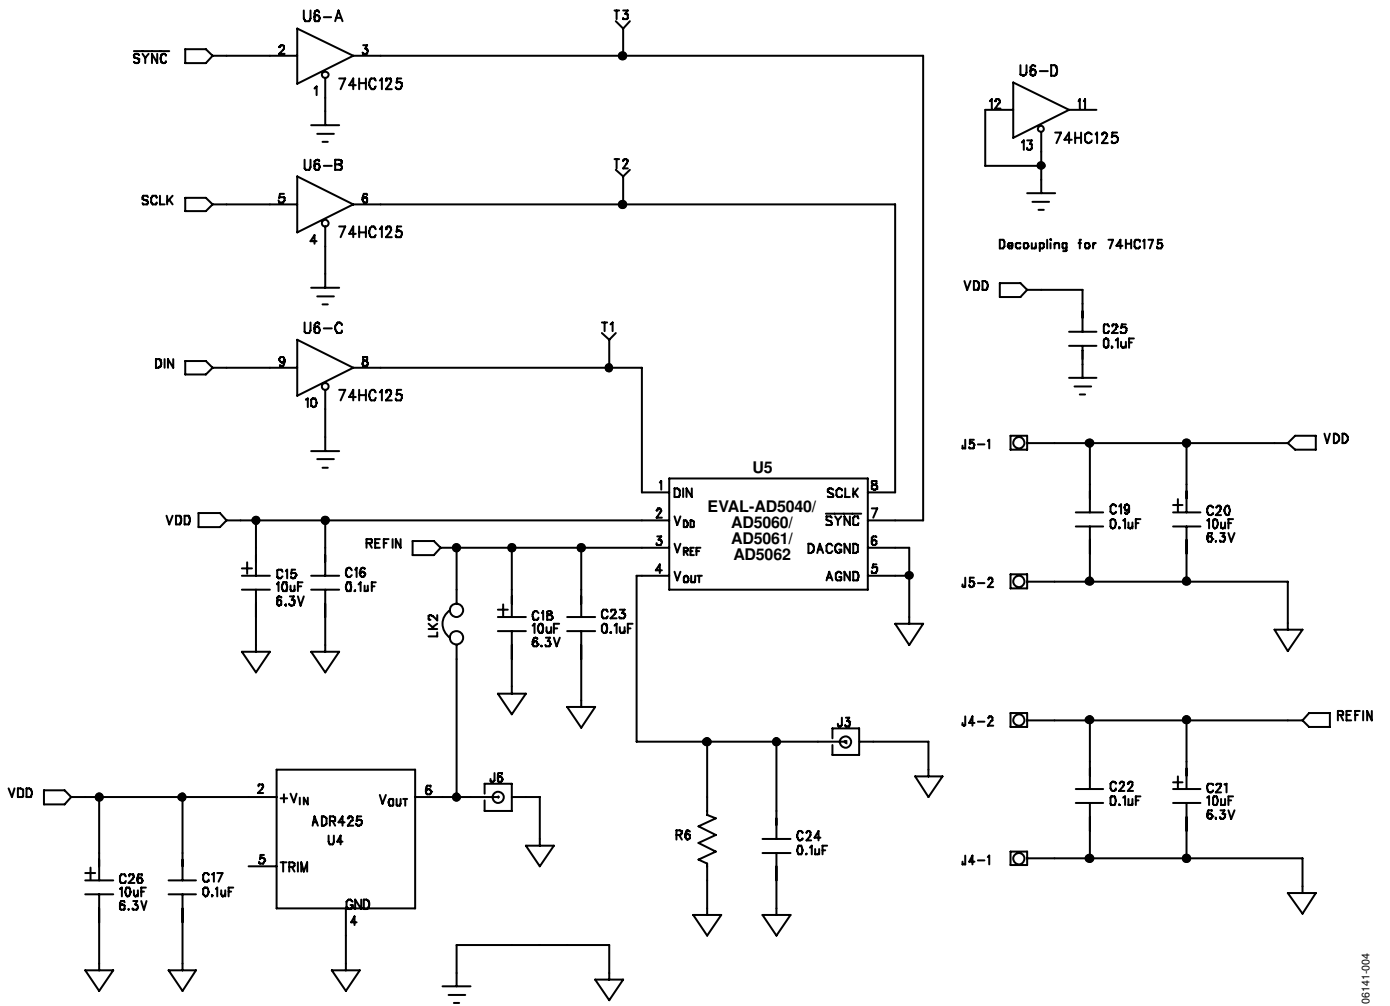 U6-A
T3
SYNC
2
3
74HC125
1
U6-D
12
11
74HC125
13
U6-B
T2
SCLK
5
6
74HC125
4
Decoupling for 74HC175
VDD
C25
0.1uF
U6-C
T1
DIN
9
8
74HC125
10
J5-1
VDD
C19
0.1uF
C20
10uF
6.3V
J5-2
U5
EVAL-AD5040/
AD5060/
AD5061/
AD5062
1
DIN
2
VDD
3
VREF
4
VOUT
SCLK
8
SYNC
7
DACGND
6
AGND
5
VDD
REFIN
C15
10uF
6.3V
C16
0.1uF
LK2
C18
10uF
6.3V
C23
0.1uF
J4-2
REFIN
C22
0.1uF
C21
10uF
6.3V
J4-1
J3
R6
C24
0.1uF
VDD
2
+VIN
VOUT
6
J6
ADR425
U4
5
TRIM
GND
4
C26
10uF
6.3V
C17
0.1uF
06141-004